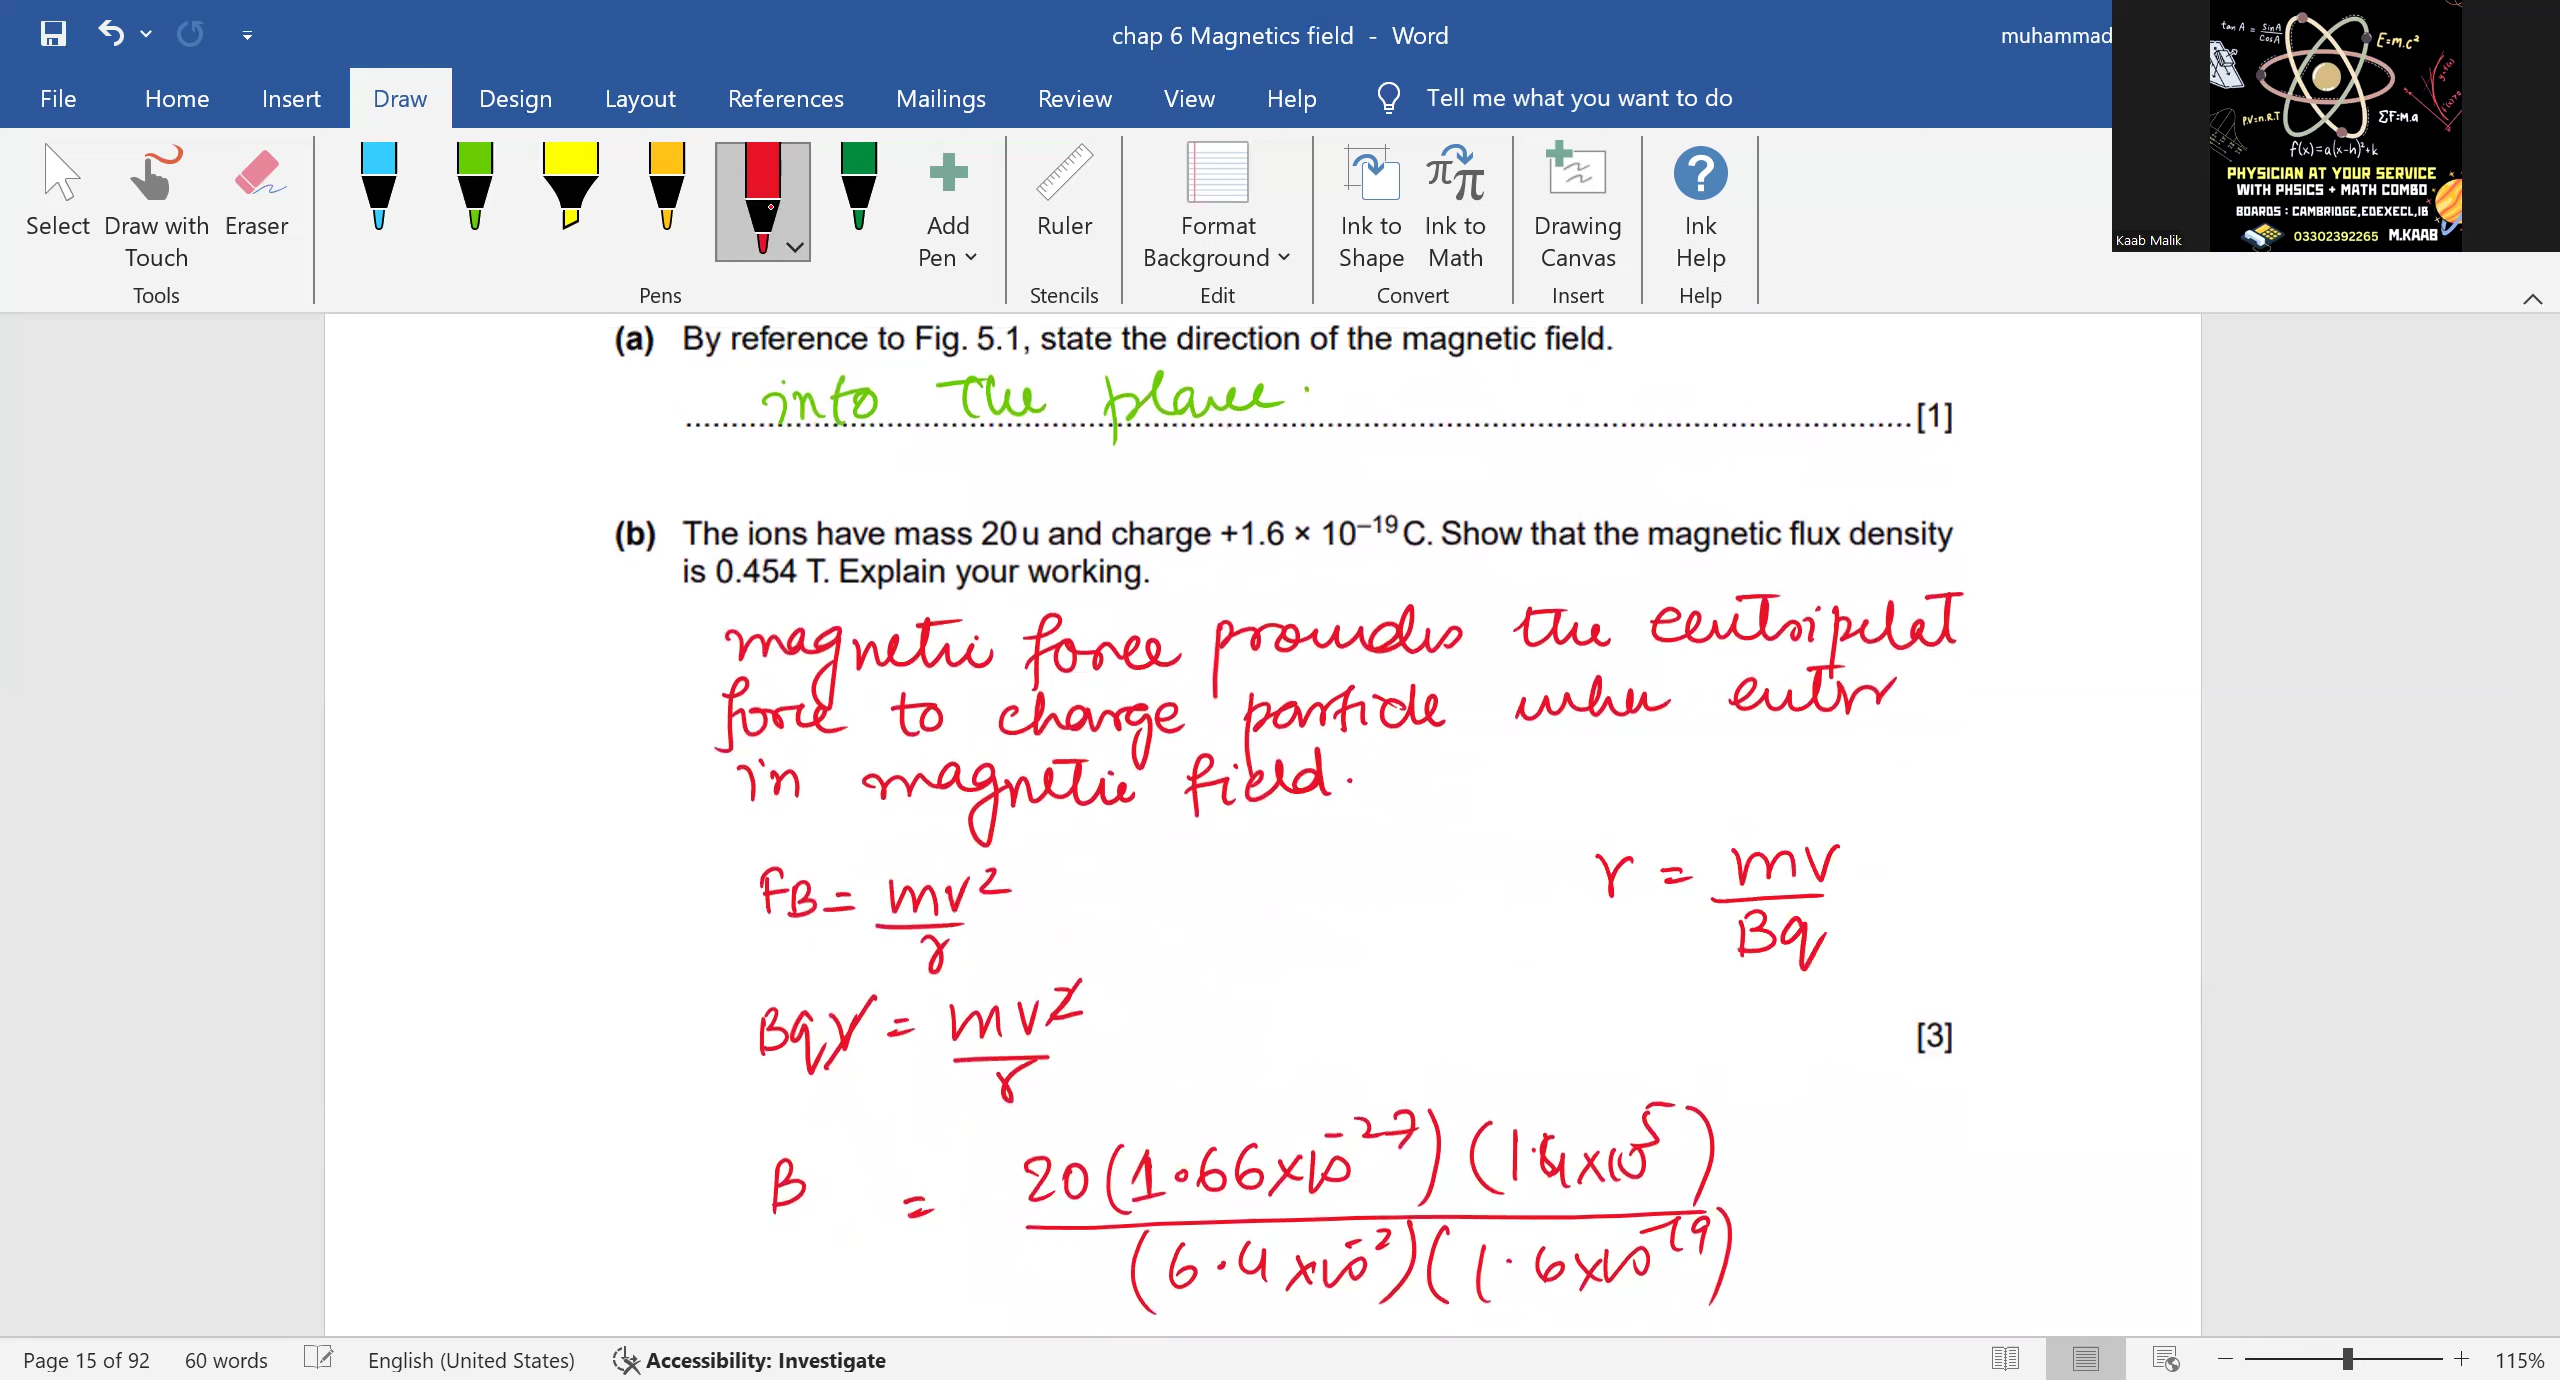 chap 6 Magnetics field - Word
muhammad
File Home Insert Draw Design Layout References Mailings Review View Help Tell me what you want to do
Select Draw with Touch Eraser Add Pen Ruler Format Background Ink to Shape Ink to Math Drawing Canvas Ink Help
Tools Pens Stencils Edit Convert Insert Help
tan A = SinA / CosA
E=m.c²
P.V=n.R.T
ΣF=M.a
f(x)=a(x-h)²+k
PHYSICIAN AT YOUR SERVICE
WITH PHSICS + MATH COMBO
BOARDS : CAMBRIDGE,EDEXECL,IB
03302392265 M.KAAB
Kaab Malik
(a) By reference to Fig. 5.1, state the direction of the magnetic field.
into the plane.
[1]
(b) The ions have mass 20 u and charge +1.6 × 10⁻¹⁹ C. Show that the magnetic flux density
is 0.454 T. Explain your working.
magnetic force provides the centripetal
force to charge particle when enter
in magnetic field.
FB = mv² / r
r = mv / Bq
Bqv = mv² / r
[3]
B = 20(1.66×10⁻²⁷)(1.4×10⁵) / (6.4×10⁻²)(1.6×10⁻¹⁹)
Page 15 of 92 60 words English (United States) Accessibility: Investigate 115%